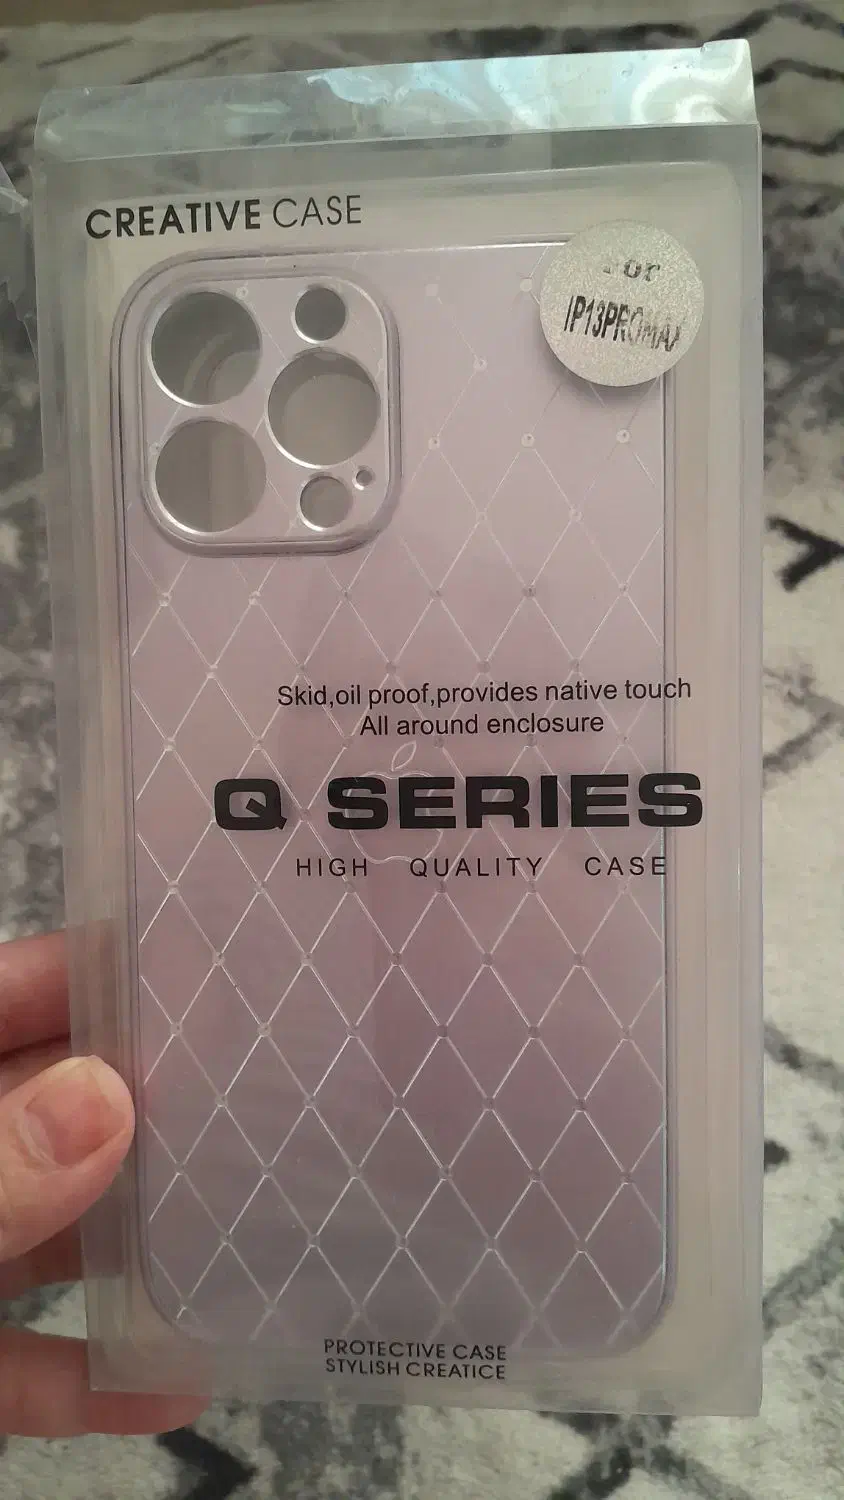 CREATIVE CASE
for
IP13PROMAX
Skid,oil proof,provides native touch
All around enclosure
Q SERIES
HIGH QUALITY CASE
PROTECTIVE CASE
STYLISH CREATICE